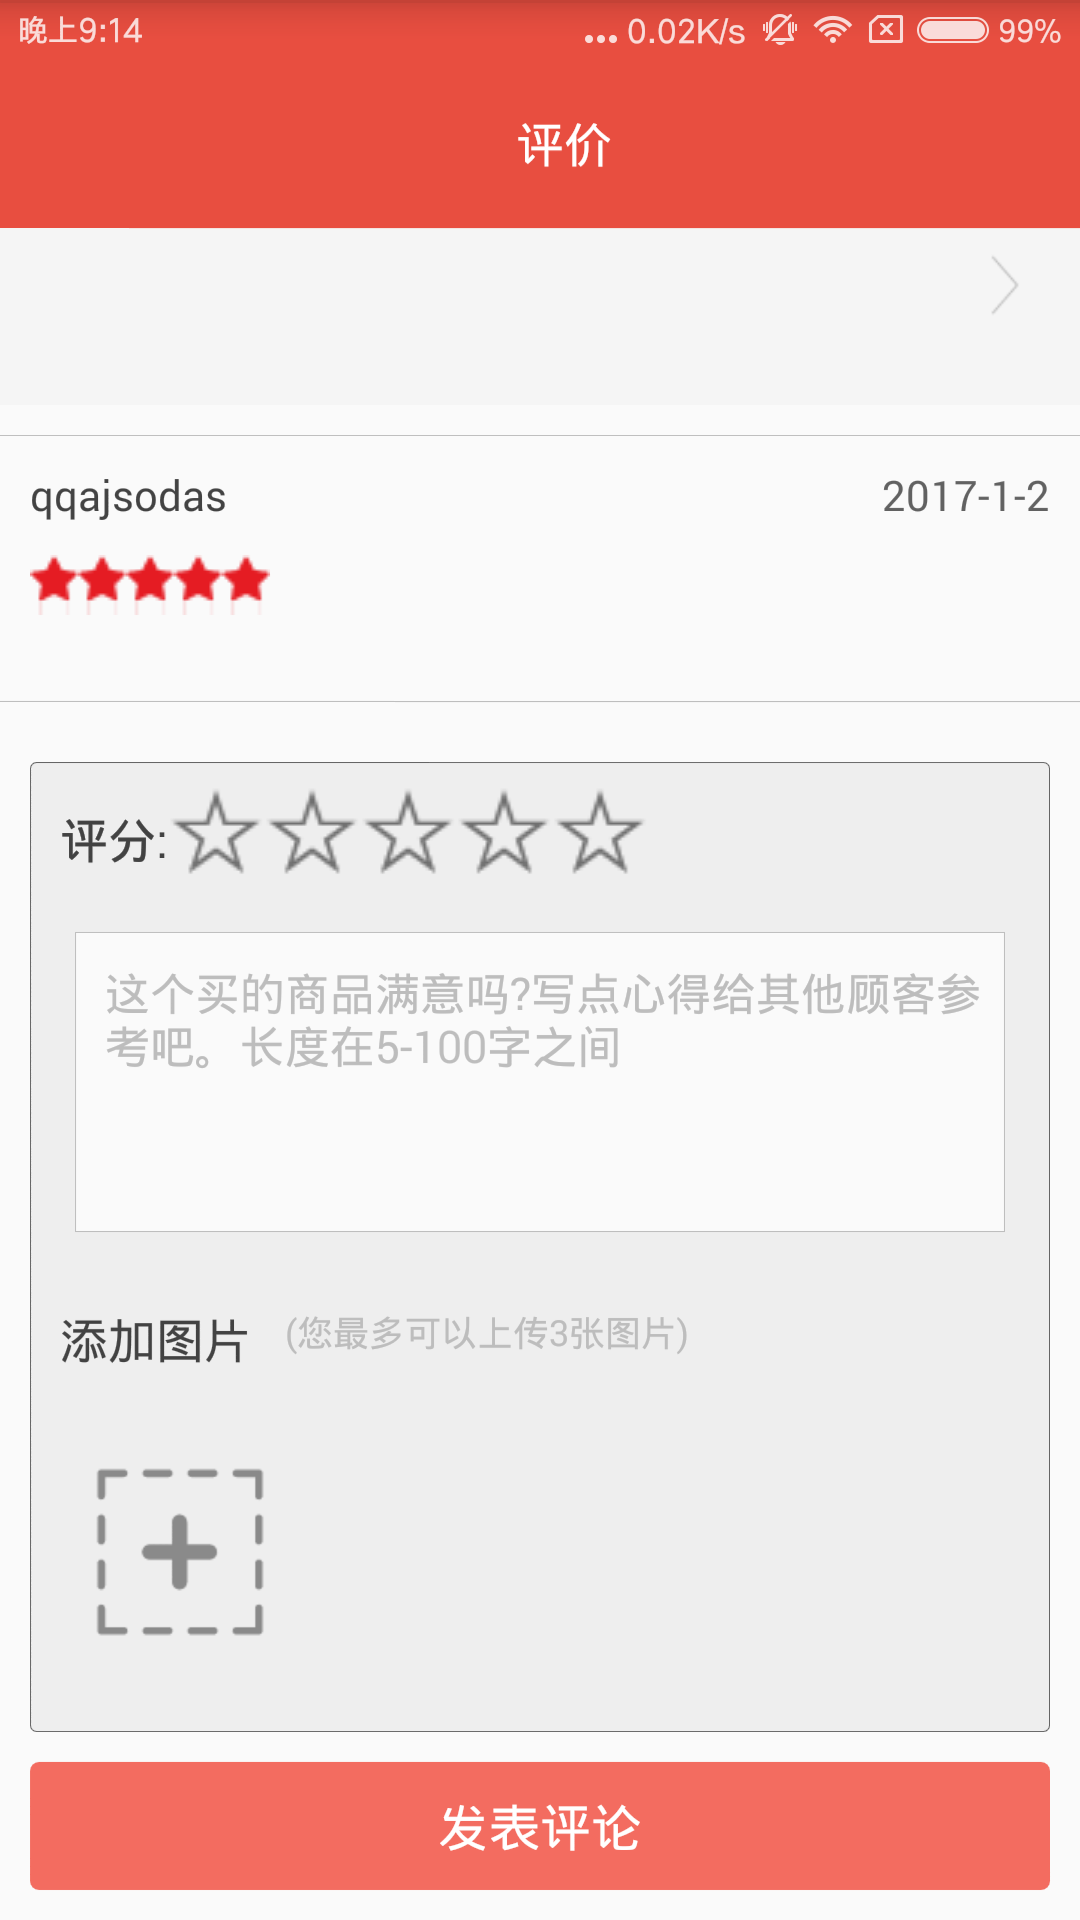 晚上9:14 ... 0.02K/s 99%
评价
qqajsodas 2017-1-2
评分:
这个买的商品满意吗?写点心得给其他顾客参
考吧。长度在5-100字之间
添加图片 (您最多可以上传3张图片)
发表评论